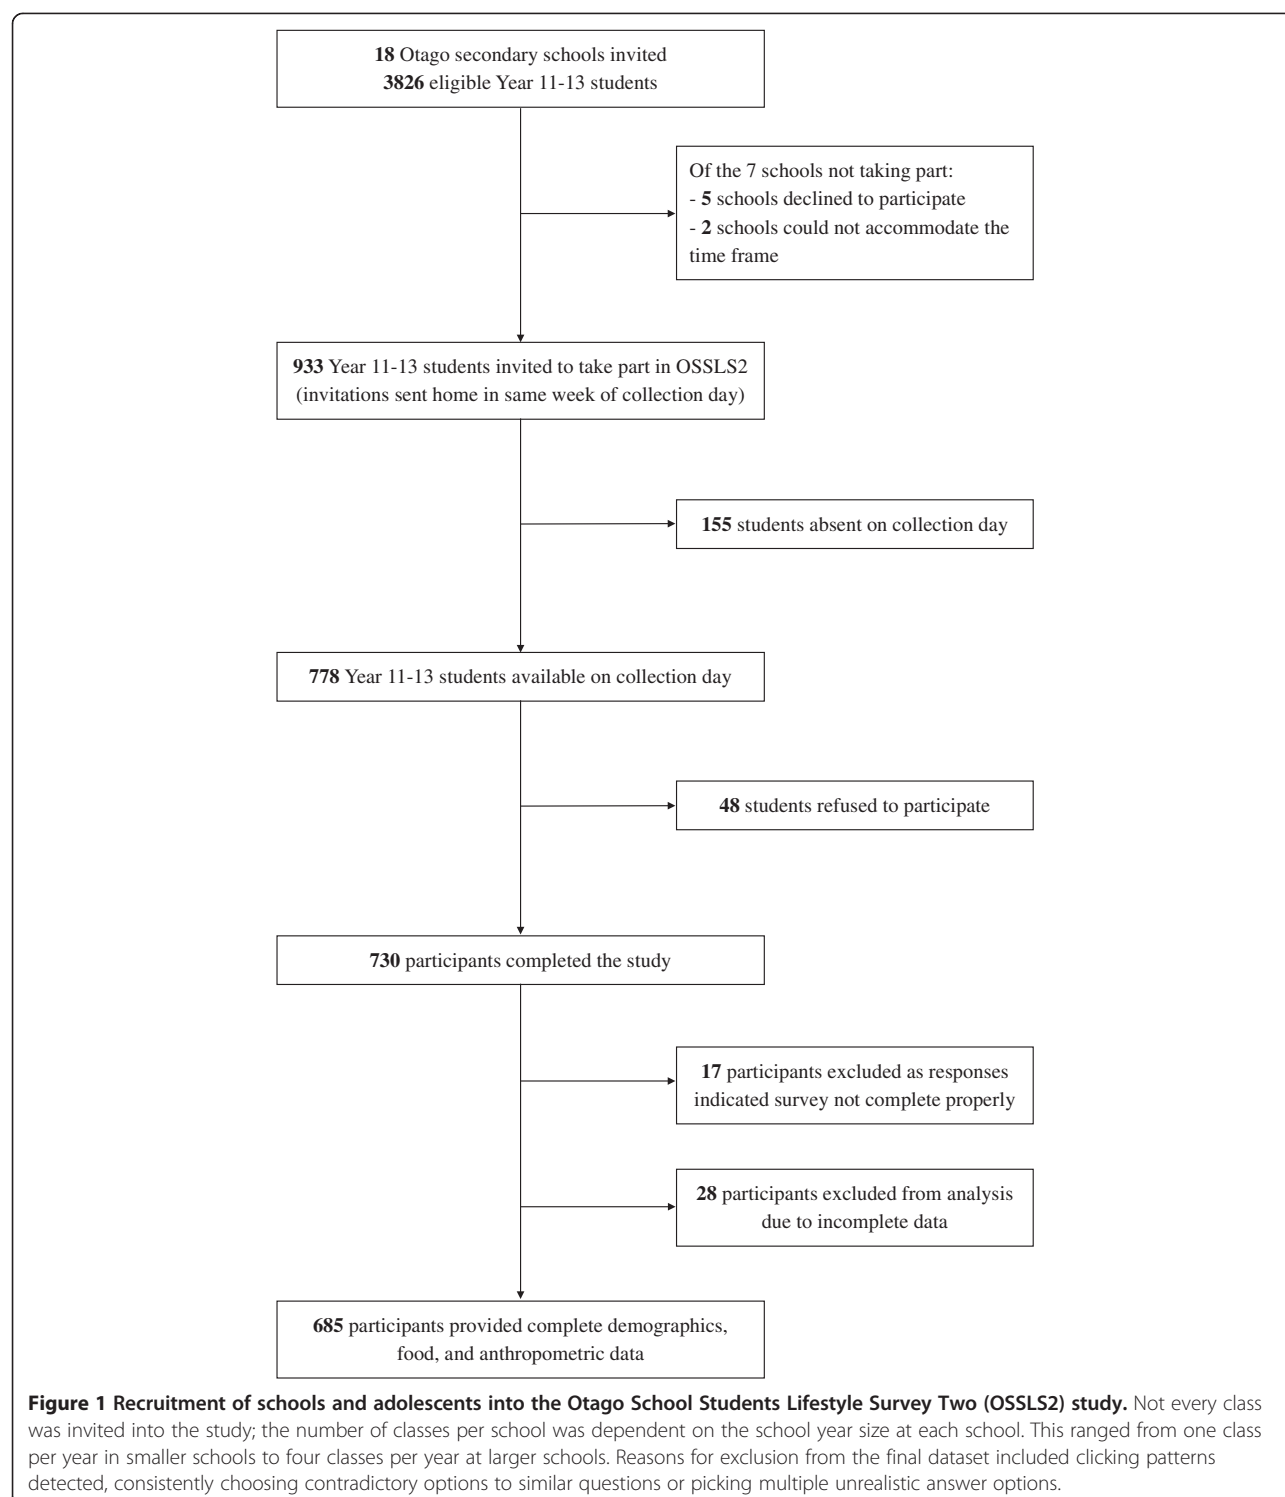 18 Otago secondary schools invited
3826 eligible Year 11-13 students
Of the 7 schools not taking part:
- 5 schools declined to participate
- 2 schools could not accommodate the
time frame
933 Year 11-13 students invited to take part in OSSLS2
(invitations sent home in same week of collection day)
155 students absent on collection day
778 Year 11-13 students available on collection day
48 students refused to participate
730 participants completed the study
17 participants excluded as responses
indicated survey not complete properly
28 participants excluded from analysis
due to incomplete data
685 participants provided complete demographics,
food, and anthropometric data
Figure 1 Recruitment of schools and adolescents into the Otago School Students Lifestyle Survey Two (OSSLS2) study. Not every class
was invited into the study; the number of classes per school was dependent on the school year size at each school. This ranged from one class
per year in smaller schools to four classes per year at larger schools. Reasons for exclusion from the final dataset included clicking patterns
detected, consistently choosing contradictory options to similar questions or picking multiple unrealistic answer options.